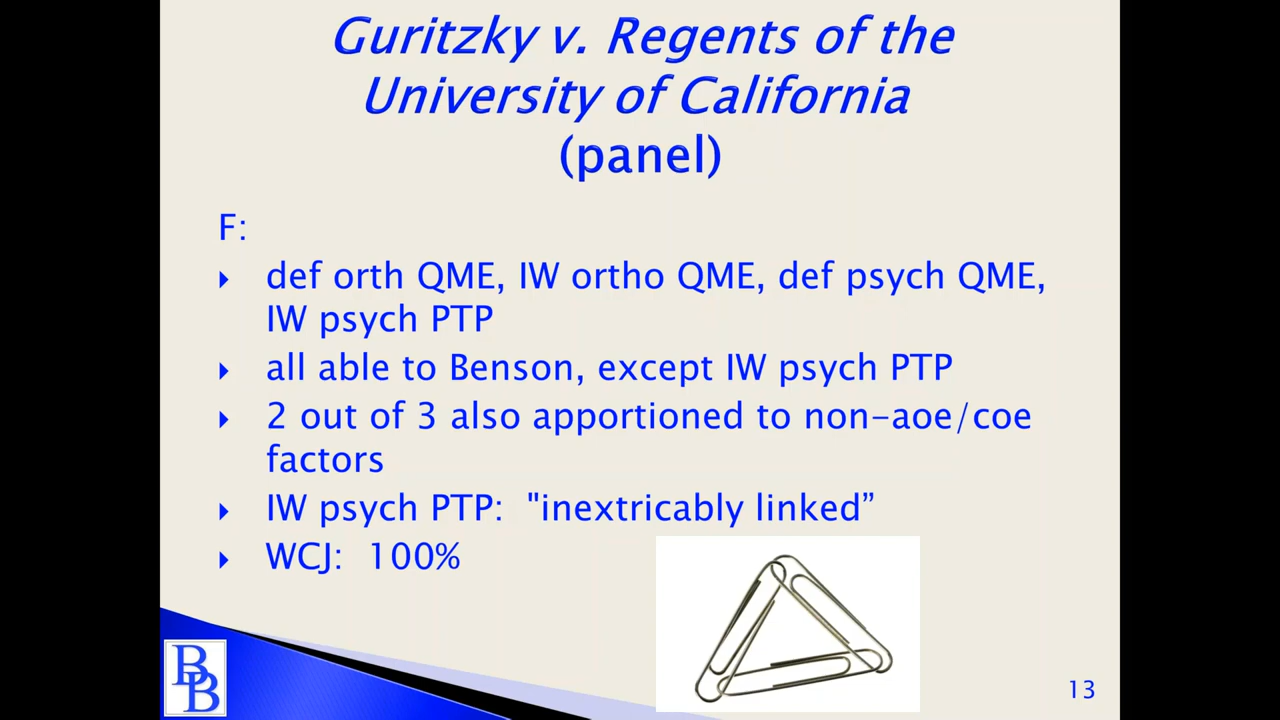 Guritzky v. Regents of the
University of California
(panel)
F:
def orth QME, IW ortho QME, def psych QME,
IW psych PTP
all able to Benson, except IW psych PTP
2 out of 3 also apportioned to non-aoe/coe
factors
IW psych PTP:  "inextricably linked”
WCJ:  100%
BB
13